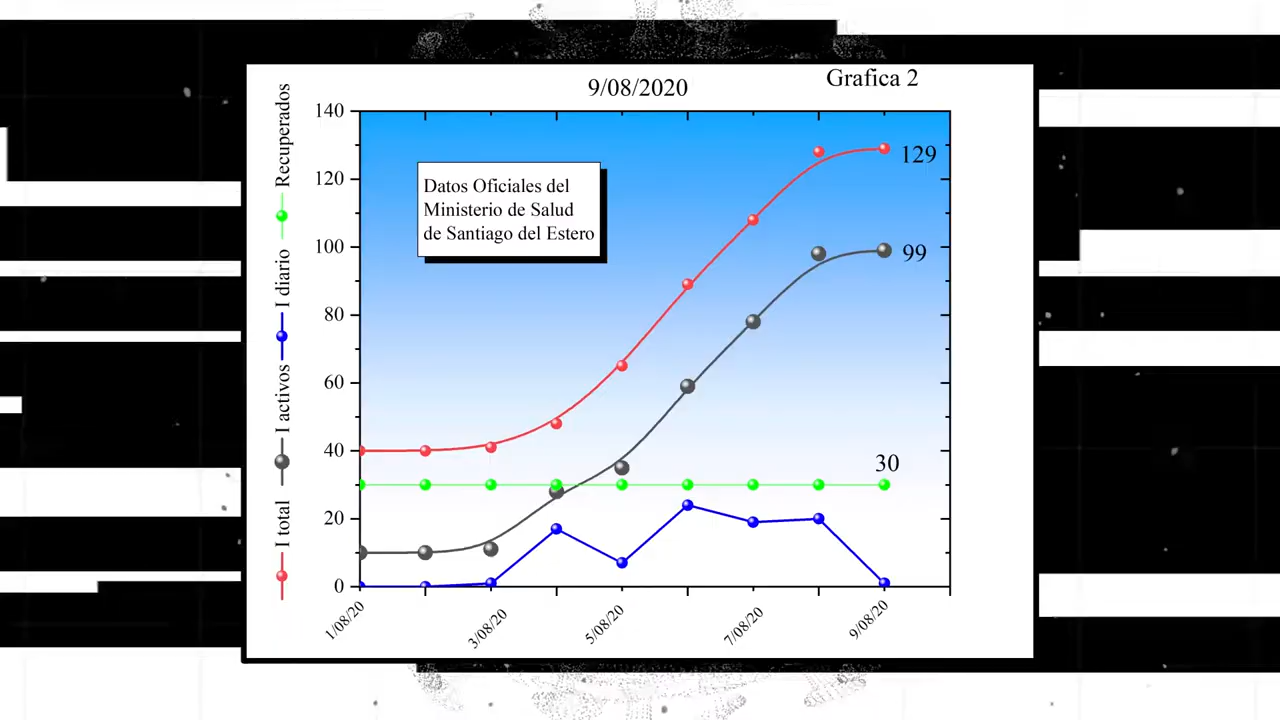 9/08/2020
Grafica 2
Recuperados
I diario
I activos
I total
140
120
100
80
60
40
20
0
Datos Oficiales del
Ministerio de Salud
de Santiago del Estero
129
99
30
1/08/20
3/08/20
5/08/20
7/08/20
9/08/20